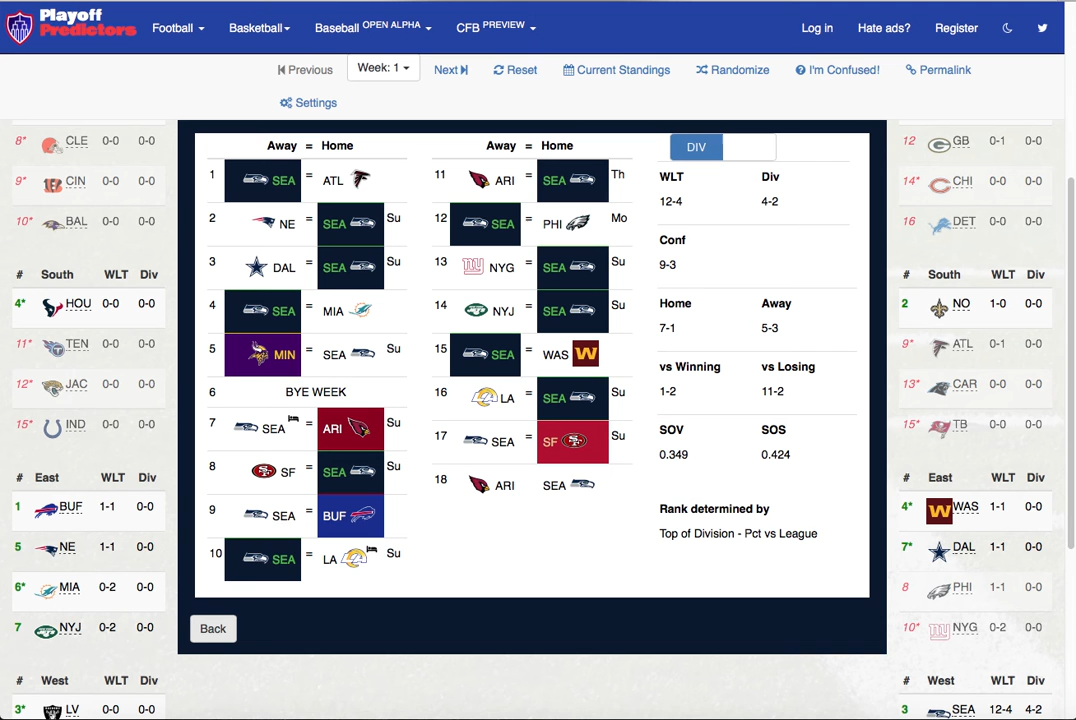 Playoff
Predictors
Football
Basketball
Baseball OPEN ALPHA
CFB PREVIEW
Log in
Hate ads?
Register
Previous
Week: 1
Next
Reset
Current Standings
Randomize
I'm Confused!
Permalink
Settings
8* CLE 0-0 0-0
9* CIN 0-0 0-0
10* BAL 0-0 0-0
# South WLT Div
4* HOU 0-0 0-0
11* TEN 0-0 0-0
12* JAC 0-0 0-0
15* IND 0-0 0-0
# East WLT Div
1 BUF 1-1 0-0
5 NE 1-1 0-0
6* MIA 0-2 0-0
7 NYJ 0-2 0-0
# West WLT Div
3* LV 0-0 0-0
Away = Home
1 SEA = ATL
2 NE = SEA Su
3 DAL = SEA Su
4 SEA = MIA Su
5 MIN = SEA Su
6 BYE WEEK
7 SEA = ARI Su
8 SF = SEA Su
9 SEA = BUF
10 SEA = LA Su
Away = Home
11 ARI = SEA Th
12 SEA = PHI Mo
13 NYG = SEA Su
14 NYJ = SEA Su
15 SEA = WAS W
16 LA = SEA Su
17 SEA = SF SF Su
18 ARI SEA
DIV
WLT Div
12-4 4-2
Conf
9-3
Home Away
7-1 5-3
vs Winning vs Losing
1-2 11-2
SOV SOS
0.349 0.424
Rank determined by
Top of Division - Pct vs League
Back
12 GB 0-1 0-0
14* CHI 0-0 0-0
16 DET 0-0 0-0
# South WLT Div
2 NO 1-0 0-0
9* ATL 0-1 0-0
13* CAR 0-0 0-0
15* TB 0-0 0-0
# East WLT Div
4* W WAS 1-1 0-0
7* DAL 1-1 0-0
8 PHI 1-1 0-0
10* NYG 0-2 0-0
# West WLT Div
3 SEA 12-4 4-2